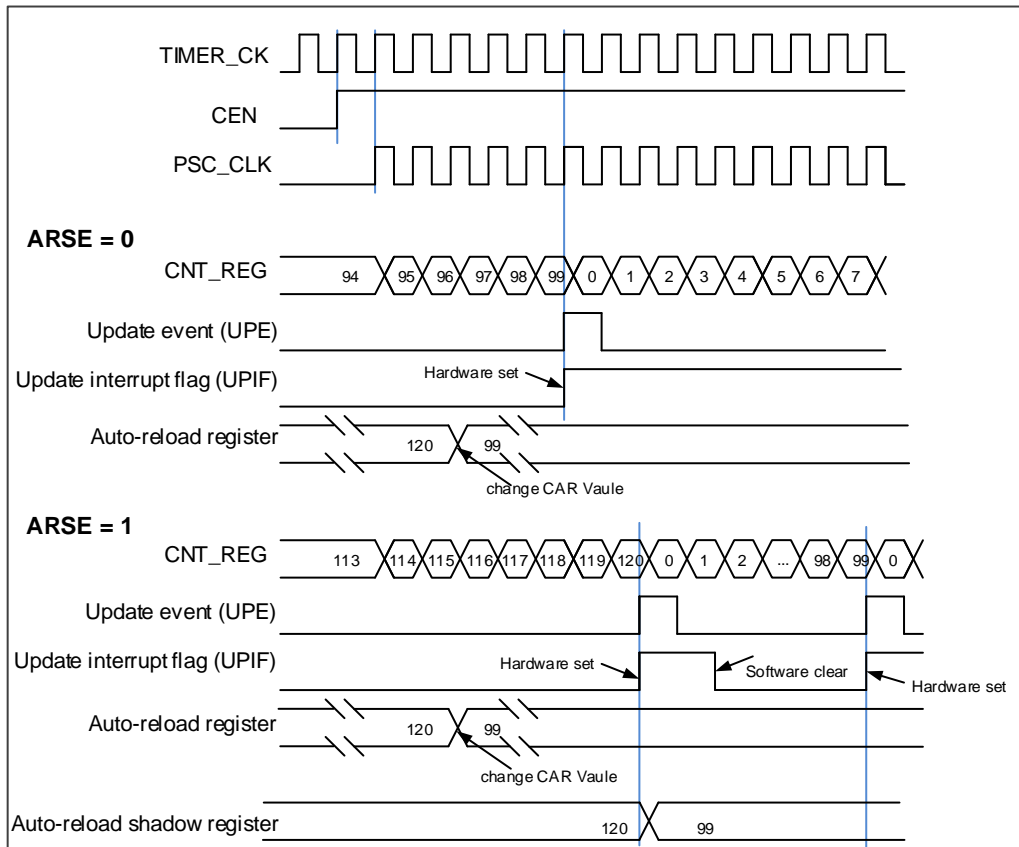 TIMER_CK
CEN
PSC_CLK
ARSE = 0
CNT_REG 94 95 96 97 98 99 0 1 2 3 4 5 6 7
Update event (UPE)
Hardware set
Update interrupt flag (UPIF)
Auto-reload register 120 99
change CAR Vaule
ARSE = 1
CNT_REG 113 114 115 116 117 118 119 120 0 1 2 ... 98 99 0
Update event (UPE)
Update interrupt flag (UPIF) Hardware set Software clear Hardware set
Auto-reload register 120 99
change CAR Vaule
Auto-reload shadow register 120 99